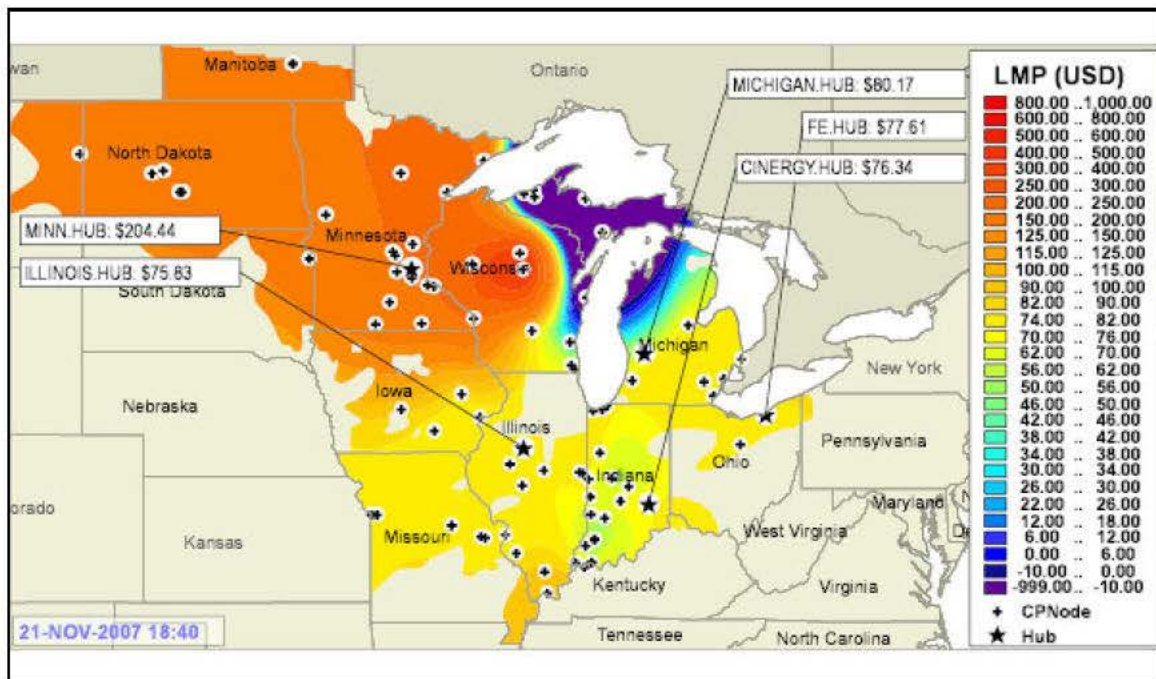 Manitoba
Ontario
wan
LMP (USD)
MICHIGAN.HUB: $80.17
FE.HUB: $77.61
CINERGY.HUB: $76.34
North Dakota
MINN.HUB: $204.44
Minnesota
ILLINOIS.HUB: $75.83
Wiscons
South Dakota
Michigan
New York
Iowa
Nebraska
Illinois
Pennsylvania
Ohio
Indiana
Maryland
orado
Kansas
Missouri
West Virginia
De
Kentucky
Virginia
Tennessee
North Carolina
21-NOV-2007 18:40
800.00 .. 1,000.00
600.00 .. 800.00
500.00 .. 600.00
400.00 .. 500.00
300.00 .. 400.00
250.00 .. 300.00
200.00 .. 250.00
150.00 .. 200.00
125.00 .. 150.00
115.00 .. 125.00
100.00 .. 115.00
90.00 .. 100.00
82.00 .. 90.00
74.00 .. 82.00
70.00 .. 76.00
62.00 .. 70.00
56.00 .. 62.00
50.00 .. 56.00
46.00 .. 50.00
42.00 .. 46.00
38.00 .. 42.00
34.00 .. 38.00
30.00 .. 34.00
26.00 .. 30.00
22.00 .. 26.00
12.00 .. 18.00
6.00 .. 12.00
0.00 .. 6.00
-10.00 .. 0.00
-999.00 .. -10.00
CPNode
Hub